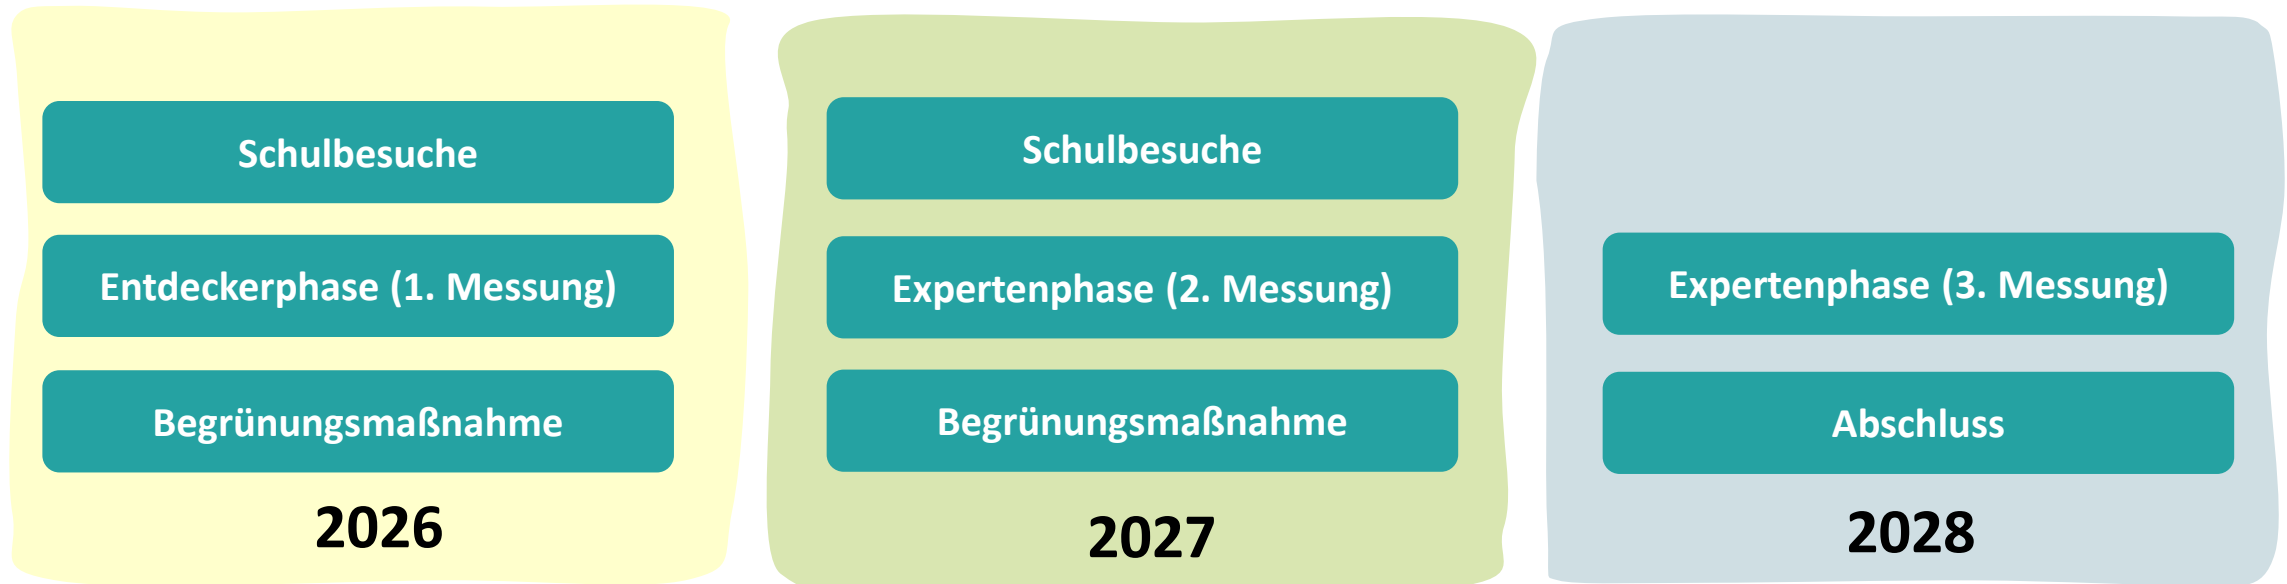 Schulbesuche
Entdeckerphase (1. Messung)
Begrünungsmaßnahme
2026
Schulbesuche
Expertenphase (2. Messung)
Begrünungsmaßnahme
2027
Expertenphase (3. Messung)
Abschluss
2028